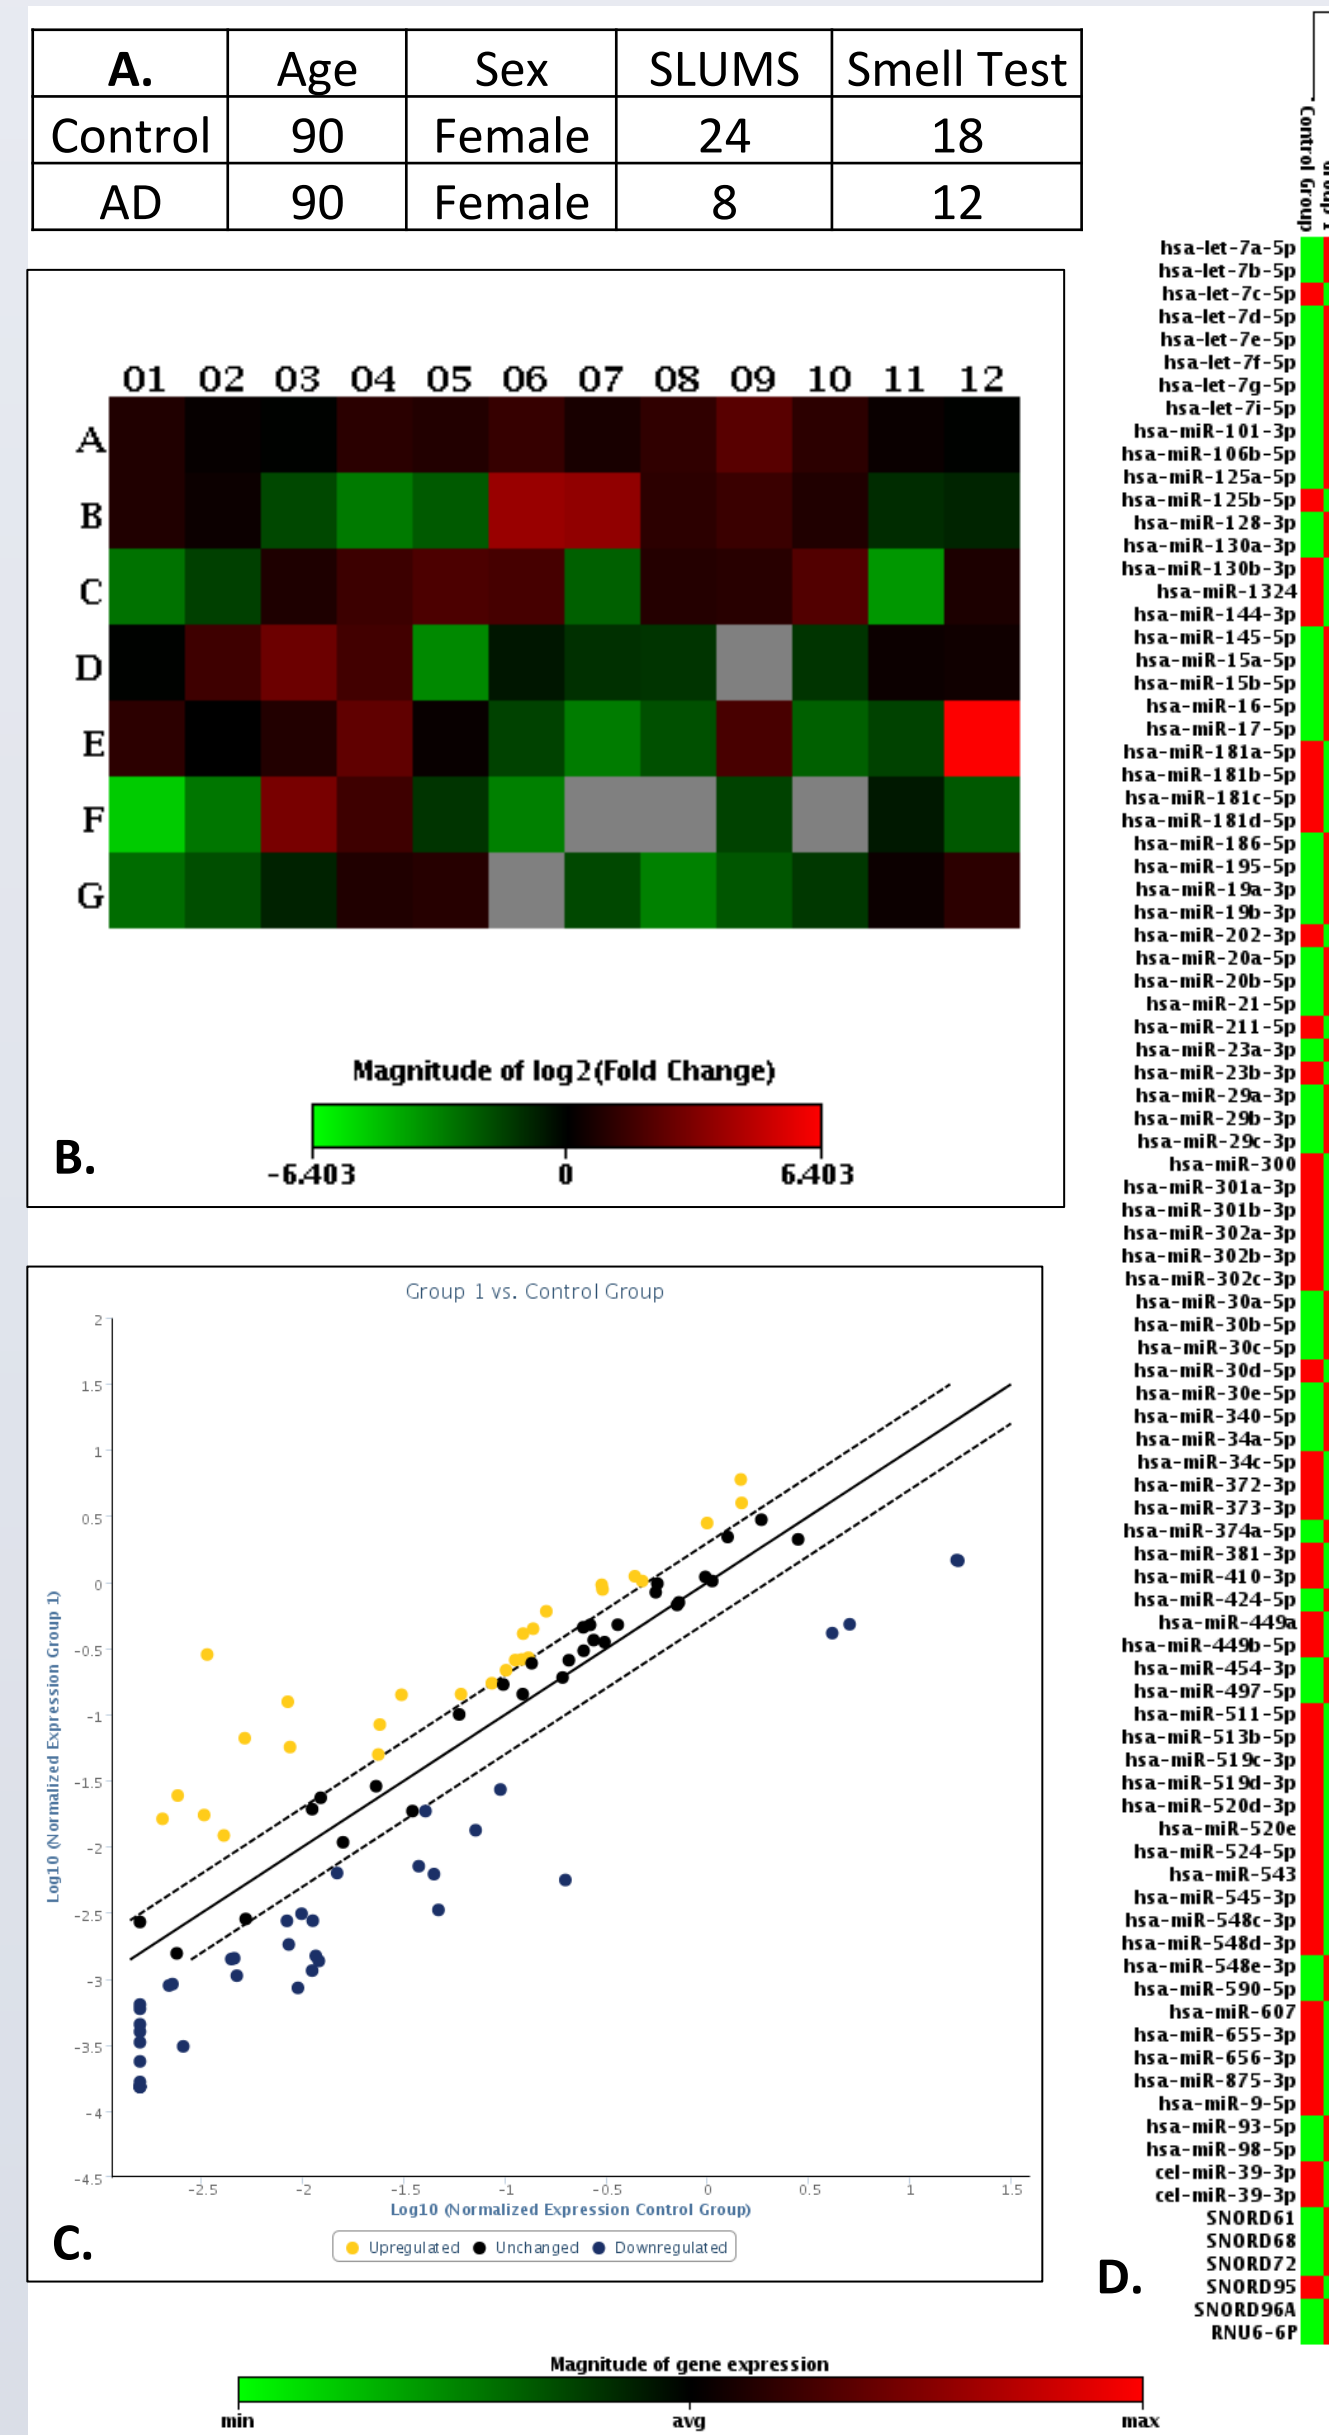 A. Age Sex SLUMS Smell Test
Control 90 Female 24 18
AD 90 Female 8 12
01 02 03 04 05 06 07 08 09 10 11 12
A
B
C
D
E
F
G
Magnitude of log2(Fold Change)
-6.403 0 6.403
B.
Group 1 vs. Control Group
Log10 (Normalized Expression Group 1)
2
1.5
1
0.5
0
-0.5
-1
-1.5
-2
-2.5
-3
-3.5
-4
-4.5
-2.5 -2 -1.5 -1 -0.5 0 0.5 1 1.5
Log10 (Normalized Expression Control Group)
Upregulated Unchanged Downregulated
C.
Control Group
hsa-let-7a-5p
hsa-let-7b-5p
hsa-let-7c-5p
hsa-let-7d-5p
hsa-let-7e-5p
hsa-let-7f-5p
hsa-let-7g-5p
hsa-let-7i-5p
hsa-miR-101-3p
hsa-miR-106b-5p
hsa-miR-125a-5p
hsa-miR-125b-5p
hsa-miR-128-3p
hsa-miR-130a-3p
hsa-miR-130b-3p
hsa-miR-1324
hsa-miR-144-3p
hsa-miR-145-5p
hsa-miR-15a-5p
hsa-miR-15b-5p
hsa-miR-16-5p
hsa-miR-17-5p
hsa-miR-181a-5p
hsa-miR-181b-5p
hsa-miR-181c-5p
hsa-miR-181d-5p
hsa-miR-186-5p
hsa-miR-195-5p
hsa-miR-19a-3p
hsa-miR-19b-3p
hsa-miR-202-3p
hsa-miR-20a-5p
hsa-miR-20b-5p
hsa-miR-21-5p
hsa-miR-211-5p
hsa-miR-23a-3p
hsa-miR-23b-3p
hsa-miR-29a-3p
hsa-miR-29b-3p
hsa-miR-29c-3p
hsa-miR-300
hsa-miR-301a-3p
hsa-miR-301b-3p
hsa-miR-302a-3p
hsa-miR-302b-3p
hsa-miR-302c-3p
hsa-miR-30a-5p
hsa-miR-30b-5p
hsa-miR-30c-5p
hsa-miR-30d-5p
hsa-miR-30e-5p
hsa-miR-340-5p
hsa-miR-34a-5p
hsa-miR-34c-5p
hsa-miR-372-3p
hsa-miR-373-3p
hsa-miR-374a-5p
hsa-miR-381-3p
hsa-miR-410-3p
hsa-miR-424-5p
hsa-miR-449a
hsa-miR-449b-5p
hsa-miR-454-3p
hsa-miR-497-5p
hsa-miR-511-5p
hsa-miR-513b-5p
hsa-miR-519c-3p
hsa-miR-519d-3p
hsa-miR-520d-3p
hsa-miR-520e
hsa-miR-524-5p
hsa-miR-543
hsa-miR-545-3p
hsa-miR-548c-3p
hsa-miR-548d-3p
hsa-miR-548e-3p
hsa-miR-590-5p
hsa-miR-607
hsa-miR-655-3p
hsa-miR-656-3p
hsa-miR-875-3p
hsa-miR-9-5p
hsa-miR-93-5p
hsa-miR-98-5p
cel-miR-39-3p
cel-miR-39-3p
SNORD61
SNORD68
SNORD72
SNORD95
SNORD96A
RNU6-6P
D.
Magnitude of gene expression
min avg max